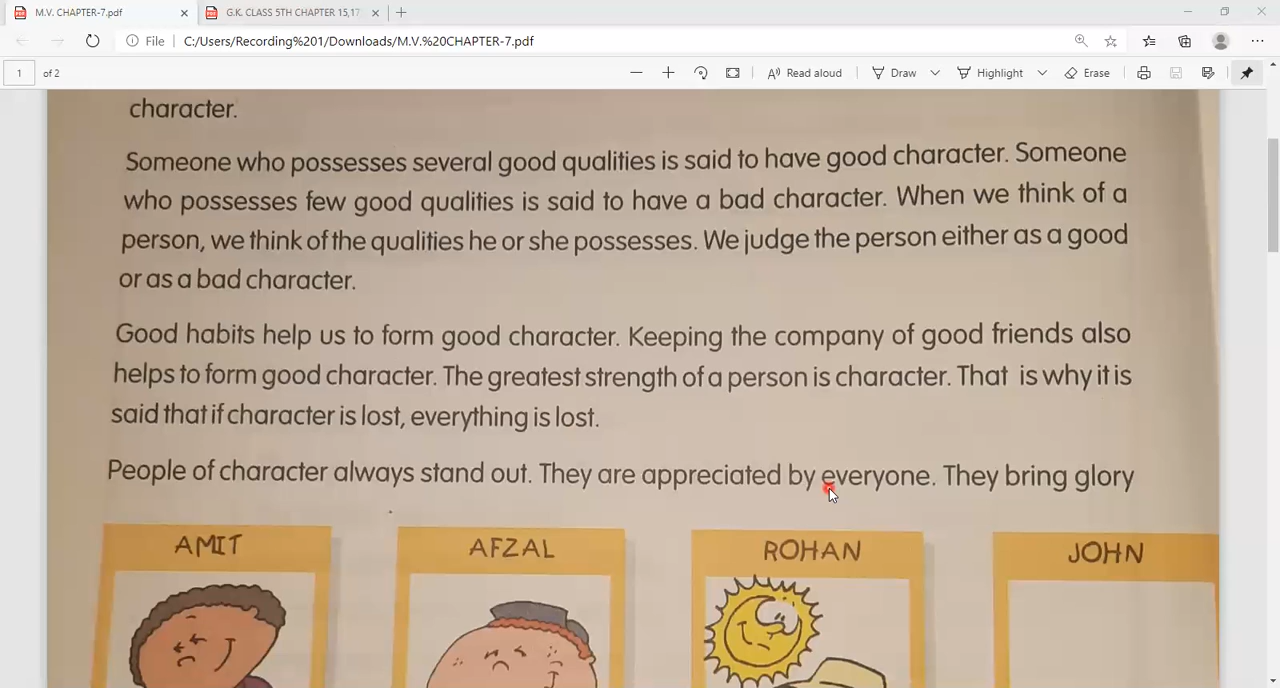 M.V. CHAPTER-7.pdf
G.K. CLASS 5TH CHAPTER 15,17
File
C:/Users/Recording%201/Downloads/M.V.%20CHAPTER-7.pdf
1 of 2
Read aloud
Draw
Highlight
Erase
character.
Someone who possesses several good qualities is said to have good character. Someone
who possesses few good qualities is said to have a bad character. When we think of a
person, we think of the qualities he or she possesses. We judge the person either as a good
or as a bad character.
Good habits help us to form good character. Keeping the company of good friends also
helps to form good character. The greatest strength of a person is character. That is why it is
said that if character is lost, everything is lost.
People of character always stand out. They are appreciated by everyone. They bring glory
AMIT
AFZAL
ROHAN
JOHN